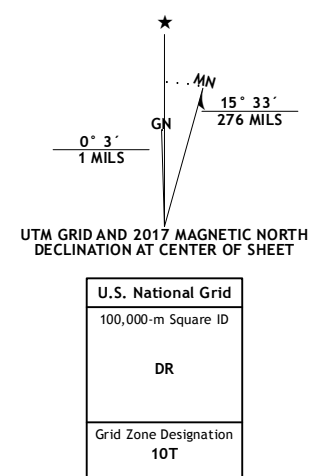 ★
MN
15° 33´
276 MILS
GN
0° 3´
1 MILS
UTM GRID AND 2017 MAGNETIC NORTH
DECLINATION AT CENTER OF SHEET
U.S. National Grid
100,000-m Square ID
DR
Grid Zone Designation
10T